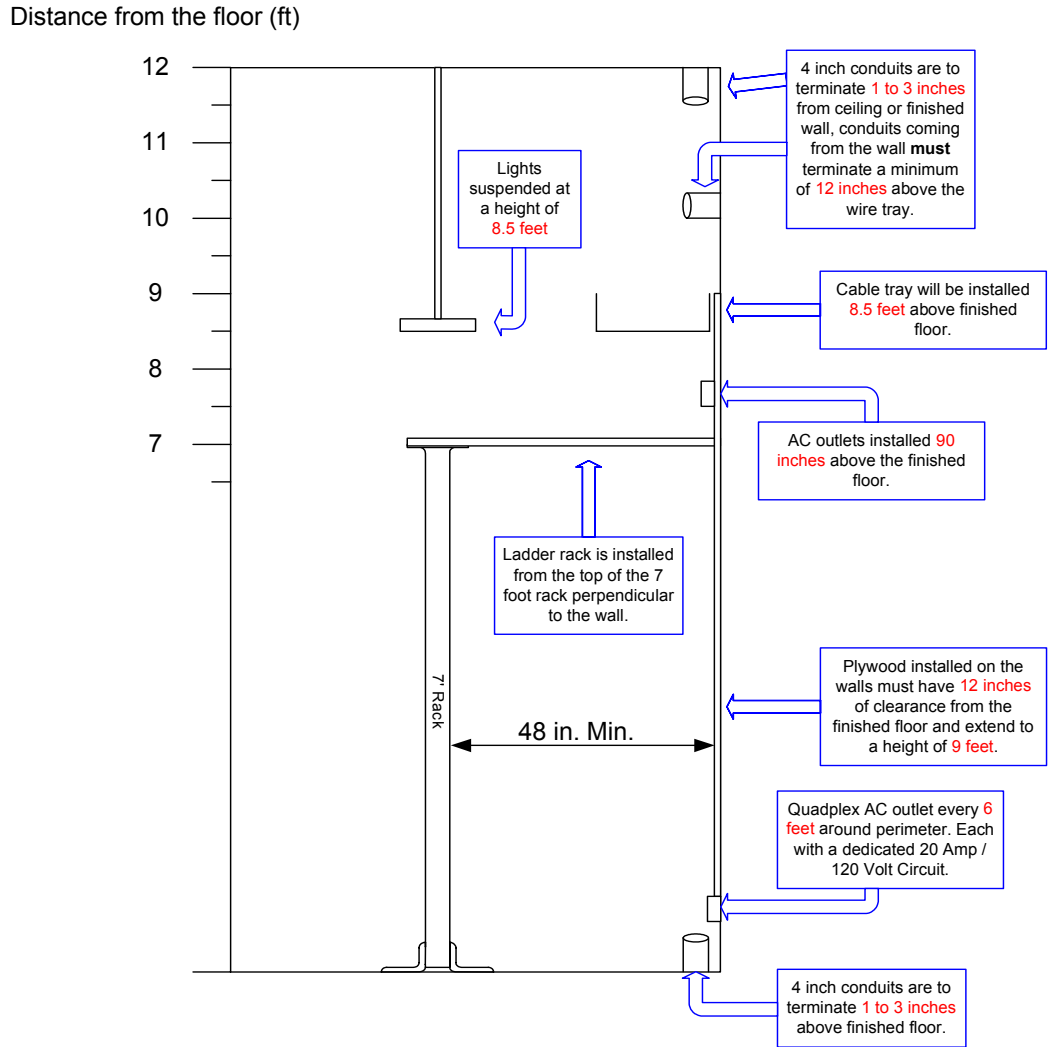 Distance from the floor (ft)
12
11
10
9
8
7
4 inch conduits are to
terminate 1 to 3 inches
from ceiling or finished
wall, conduits coming
from the wall must
terminate a minimum
of 12 inches above the
wire tray.
Lights
suspended at
a height of
8.5 feet
Cable tray will be installed
8.5 feet above finished
floor.
AC outlets installed 90
inches above the finished
floor.
Ladder rack is installed
from the top of the 7
foot rack perpendicular
to the wall.
7' Rack
48 in. Min.
Plywood installed on the
walls must have 12 inches
of clearance from the
finished floor and extend to
a height of 9 feet.
Quadplex AC outlet every 6
feet around perimeter. Each
with a dedicated 20 Amp /
120 Volt Circuit.
4 inch conduits are to
terminate 1 to 3 inches
above finished floor.